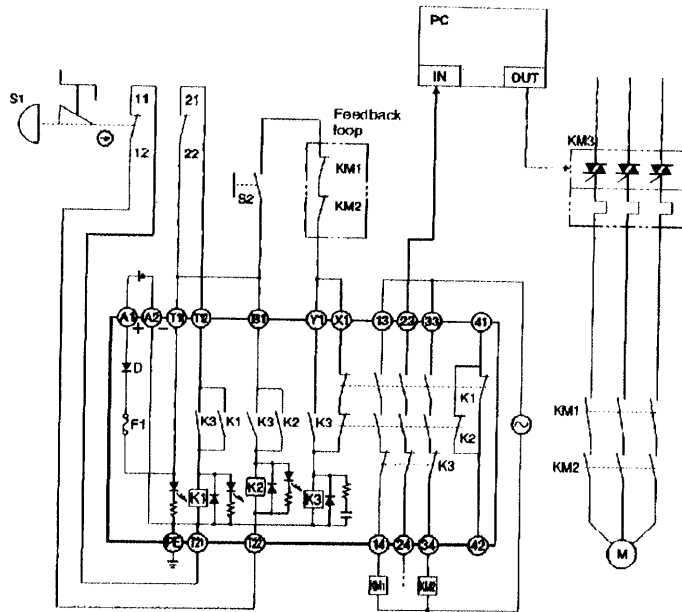 PC
IN OUT
S1
11 21
12 22
Feedback
loop
KM1
KM2
S2
KM3
A1 A2 T11 T12 B1 Y1 X1 13 23 33 41
+ −
D
F1
K3 K1 K3 K2 K3
K1
K2
K3
K1 K2 K3
PE T21 T22 14 24 34 42
KM1 KM2
KM1
KM2
M